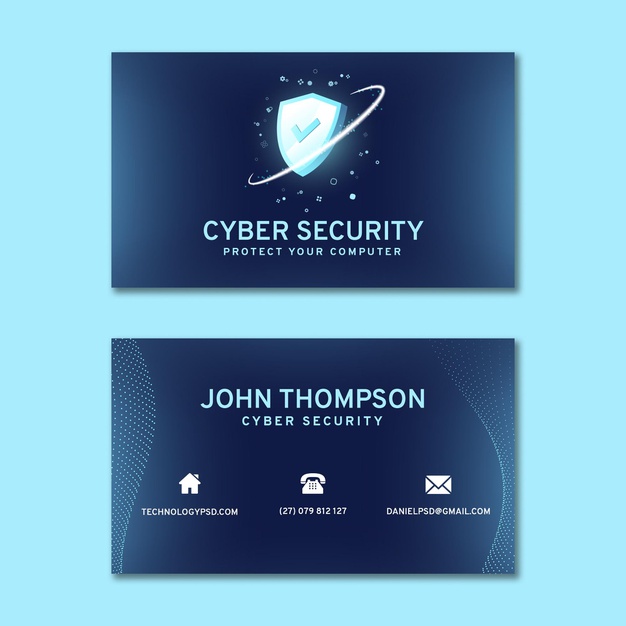 CYBER SECURITY
PROTECT YOUR COMPUTER
JOHN THOMPSON
CYBER SECURITY
TECHNOLOGYPSD.COM
(27) 079 812 127
DANIELPSD@GMAIL.COM